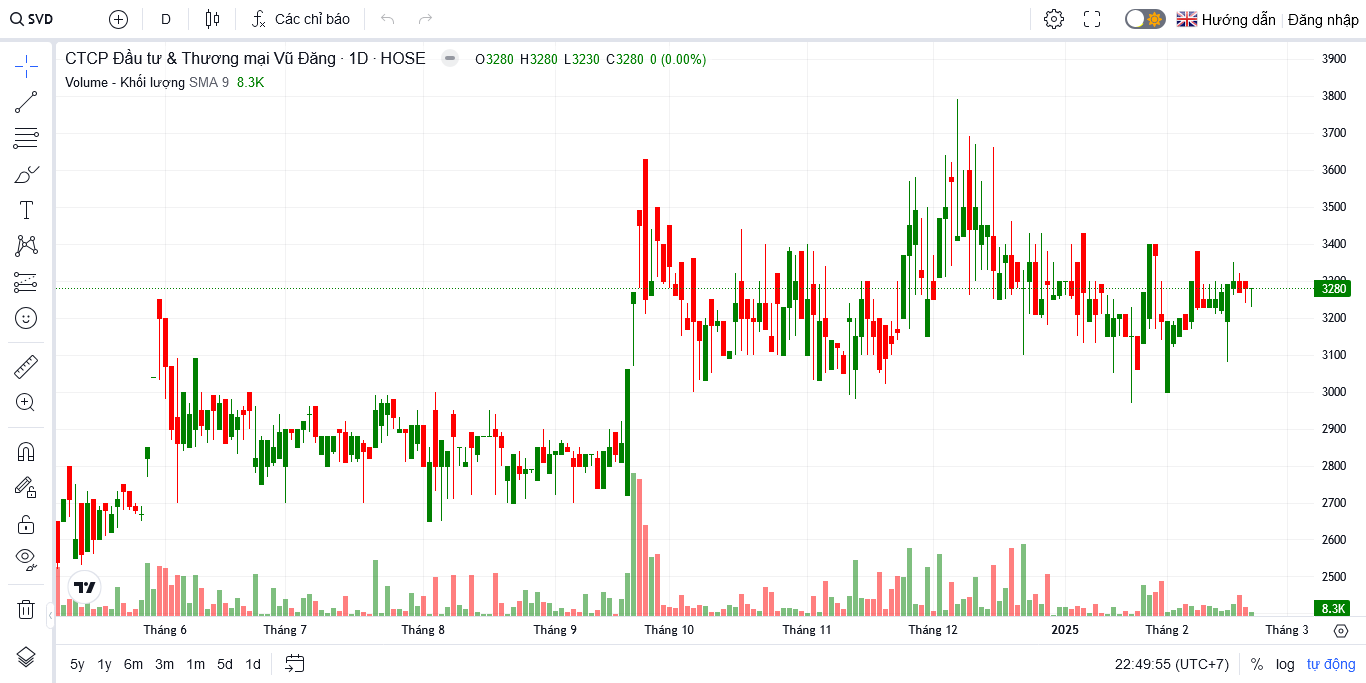 SVD D Các chỉ báo Hướng dẫn Đăng nhập
CTCP Đầu tư & Thương mại Vũ Đăng · 1D · HOSE O3280 H3280 L3230 C3280 0 (0.00%)
Volume - Khối lượng SMA 9 8.3K
3900
3800
3700
3600
3500
3400
3300
3280
3200
3100
3000
2900
2800
2700
2600
2500
8.3K
Tháng 6 Tháng 7 Tháng 8 Tháng 9 Tháng 10 Tháng 11 Tháng 12 2025 Tháng 2 Tháng 3
5y 1y 6m 3m 1m 5d 1d 22:49:55 (UTC+7) % log tự động